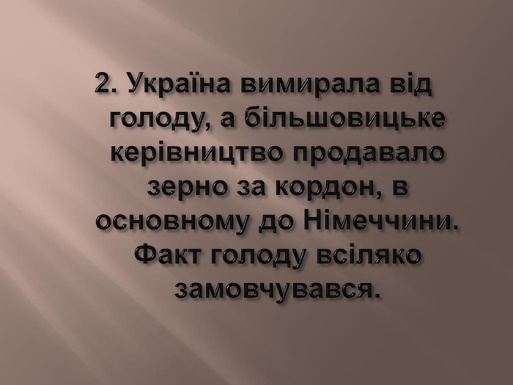 2. Україна вимирала від
голоду, а більшовицьке
керівництво продавало
зерно за кордон, в
основному до Німеччини.
Факт голоду всіляко
замовчувався.